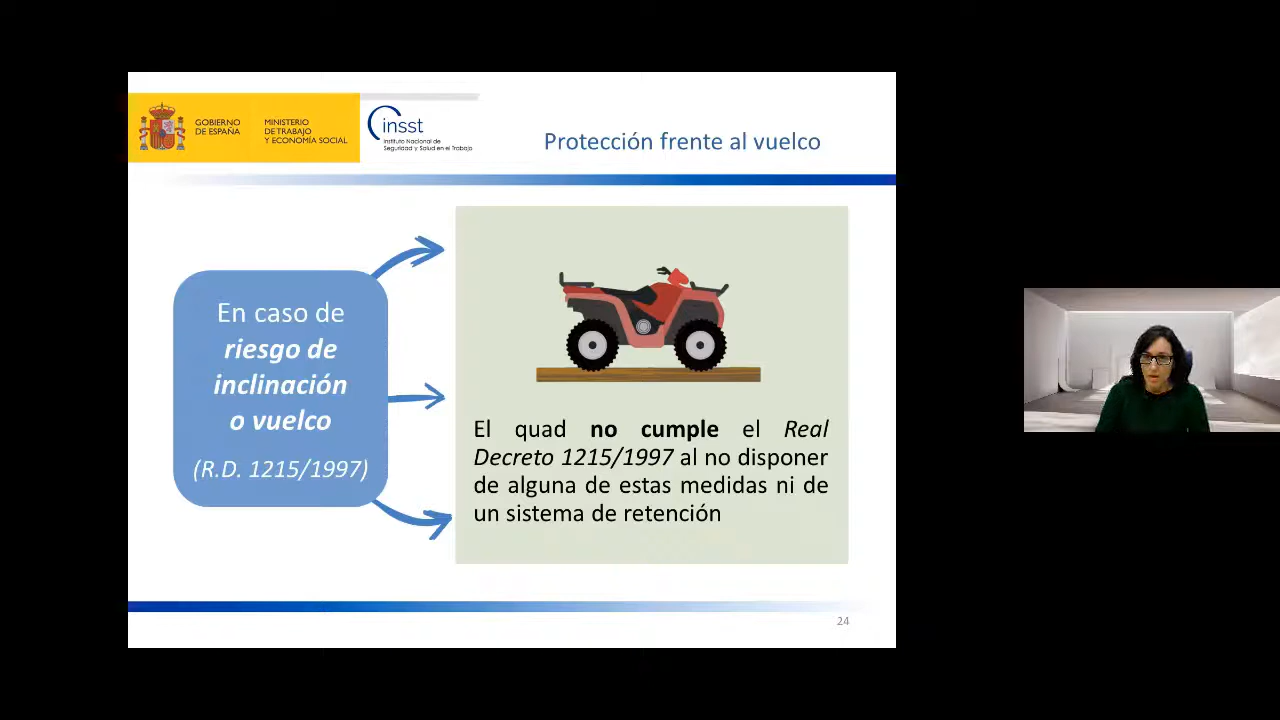 GOBIERNO
DE ESPAÑA
MINISTERIO
DE TRABAJO
Y ECONOMÍA SOCIAL
insst
Instituto Nacional de
Seguridad y Salud en el Trabajo
Protección frente al vuelco
En caso de
riesgo de
inclinación
o vuelco
(R.D. 1215/1997)
El quad no cumple el Real
Decreto 1215/1997 al no disponer
de alguna de estas medidas ni de
un sistema de retención
24